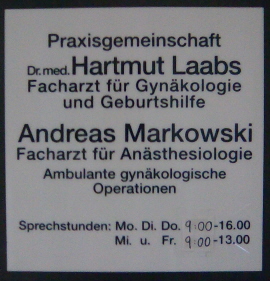 Praxisgemeinschaft
Dr. med. Hartmut Laabs
Facharzt für Gynäkologie
und Geburtshilfe
Andreas Markowski
Facharzt für Anästhesiologie
Ambulante gynäkologische
Operationen
Sprechstunden: Mo. Di. Do. 9:00-16.00
Mi. u. Fr. 9:00-13.00